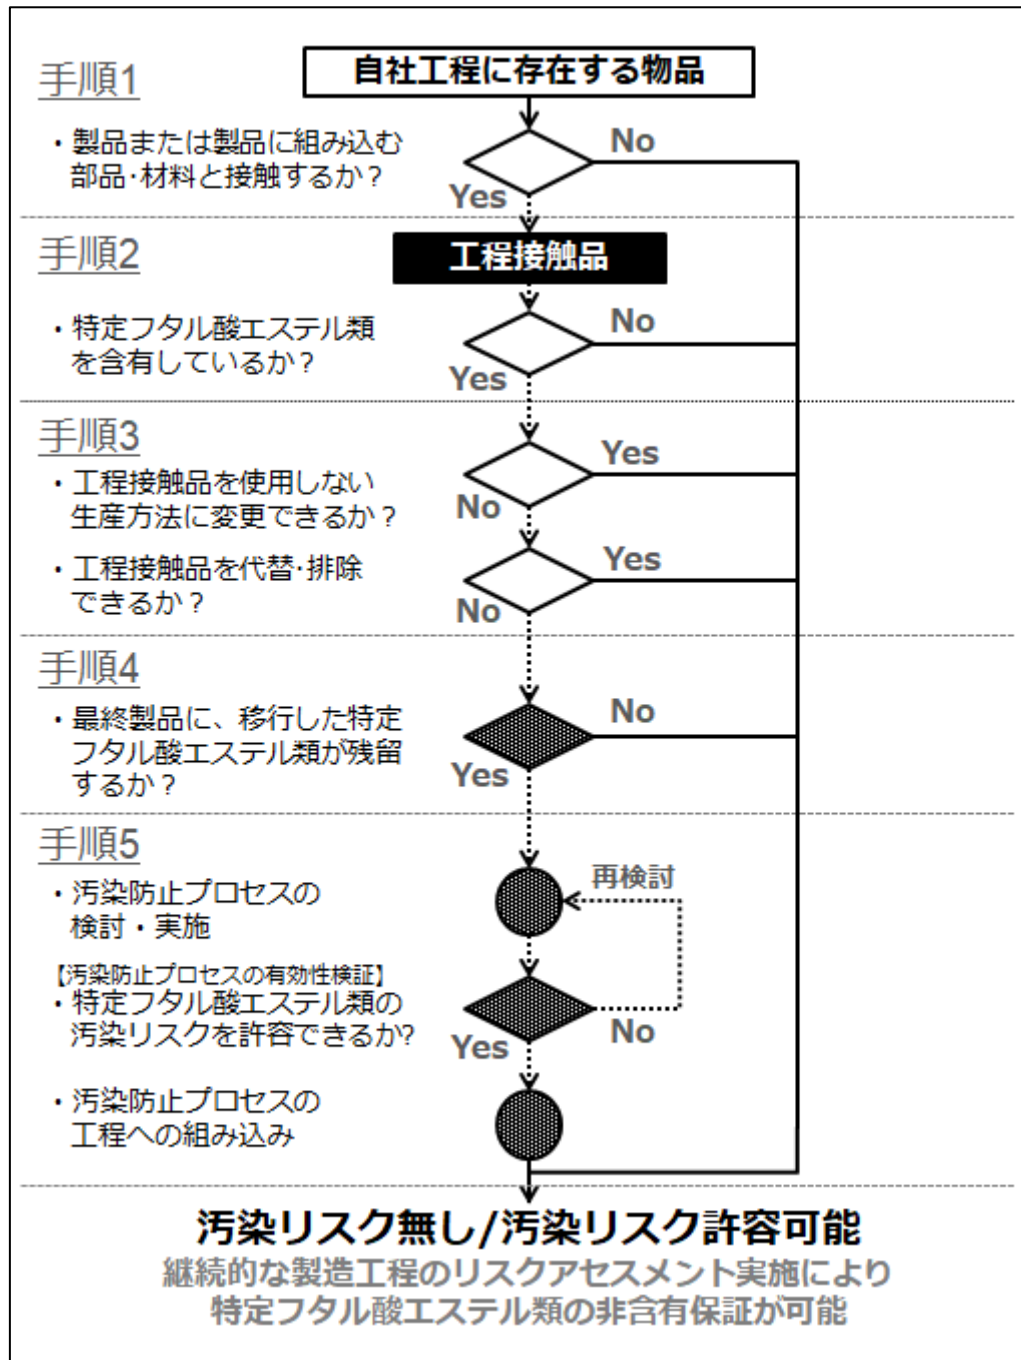 自社工程に存在する物品
手順1
・製品または製品に組み込む
部品･材料と接触するか？
No
Yes
手順2
工程接触品
・特定フタル酸エステル類
を含有しているか？
No
Yes
手順3
・工程接触品を使用しない
生産方法に変更できるか？
Yes
No
・工程接触品を代替･排除
できるか？
Yes
No
手順4
・最終製品に、移行した特定
フタル酸エステル類が残留
するか？
No
Yes
手順5
・汚染防止プロセスの
検討・実施
再検討
【汚染防止プロセスの有効性検証】
・特定フタル酸エステル類の
汚染リスクを許容できるか?
Yes
No
・汚染防止プロセスの
工程への組み込み
汚染リスク無し/汚染リスク許容可能
継続的な製造工程のリスクアセスメント実施により
特定フタル酸エステル類の非含有保証が可能